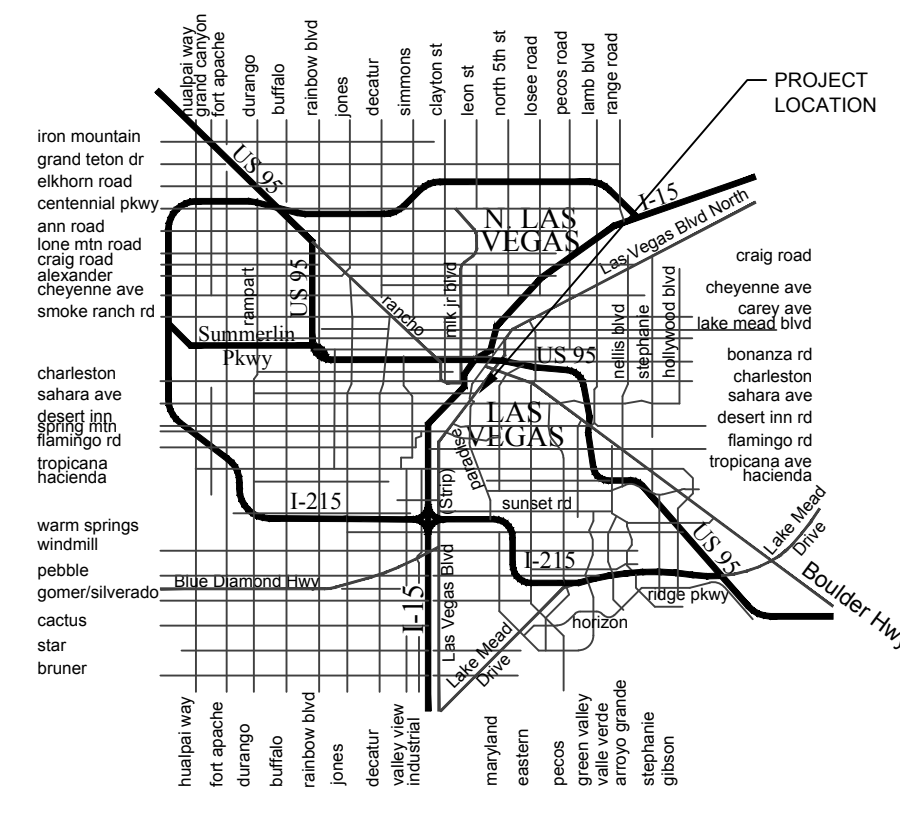 hualpai way
grand canyon
fort apache
durango
buffalo
rainbow blvd
jones
decatur
simmons
clayton st
leon st
north 5th st
losee road
pecos road
lamb blvd
range road
PROJECT
LOCATION
iron mountain
grand teton dr
elkhorn road
centennial pkwy
ann road
lone mtn road
craig road
alexander
cheyenne ave
smoke ranch rd
charleston
sahara ave
desert inn
spring mtn
flamingo rd
tropicana
hacienda
warm springs
windmill
pebble
gomer/silverado
cactus
star
bruner
US 95
I-15
N. LAS
VEGAS
Las Vegas Blvd North
rampart
US 95
rancho
mlk jr blvd
nellis blvd
stephanie
hollywood blvd
Summerlin
Pkwy
US 95
LAS
VEGAS
paradise
(Strip)
I-215
sunset rd
I-215
US 95
Lake Mead
Drive
Boulder Hwy
Blue Diamond Hwy
I-15
Las Vegas Blvd
ridge pkwy
horizon
Lake Mead
Drive
craig road
cheyenne ave
carey ave
lake mead blvd
bonanza rd
charleston
sahara ave
desert inn rd
flamingo rd
tropicana ave
hacienda
hualpai way
fort apache
durango
buffalo
rainbow blvd
jones
decatur
valley view
industrial
maryland
eastern
pecos
green valley
valle verde
arroyo grande
stephanie
gibson